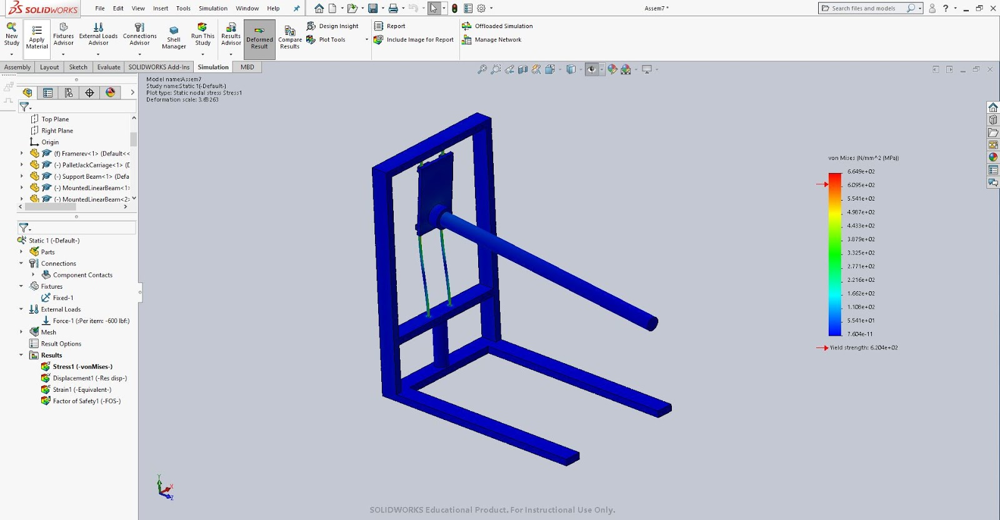 SOLIDWORKS
File Edit View Insert Tools Simulation Window Help
Assem7 *
Search files and models
New Study
Apply Material
Fixtures Advisor
External Loads Advisor
Connections Advisor
Shell Manager
Run This Study
Results Advisor
Deformed Result
Compare Results
Design Insight
Plot Tools
Report
Include Image for Report
Offloaded Simulation
Manage Network
Assembly Layout Sketch Evaluate SOLIDWORKS Add-Ins Simulation MBD
Model name:Assem7
Study name:Static 1(-Default-)
Plot type: Static nodal stress Stress1
Deformation scale: 3.63263
Top Plane
Right Plane
Origin
(f) Framerev<1> (Default<<
(-) PalletJackCarriage<1> (D
(-) Support Beam<1> (Defa
(-) MountedLinearBeam<1>
(-) MountedLinearBeam<2>
Static 1 (-Default-)
Parts
Connections
Component Contacts
Fixtures
Fixed-1
External Loads
Force-1 (:Per item: -600 lbf:)
Mesh
Result Options
Results
Stress1 (-vonMises-)
Displacement1 (-Res disp-)
Strain1 (-Equivalent-)
Factor of Safety1 (-FOS-)
von Mises (N/mm^2 (MPa))
6.649e+02
6.095e+02
5.541e+02
4.987e+02
4.433e+02
3.879e+02
3.325e+02
2.771e+02
2.216e+02
1.662e+02
1.108e+02
5.541e+01
7.604e-11
Yield strength: 6.204e+02
Y
X
Z
SOLIDWORKS Educational Product. For Instructional Use Only.